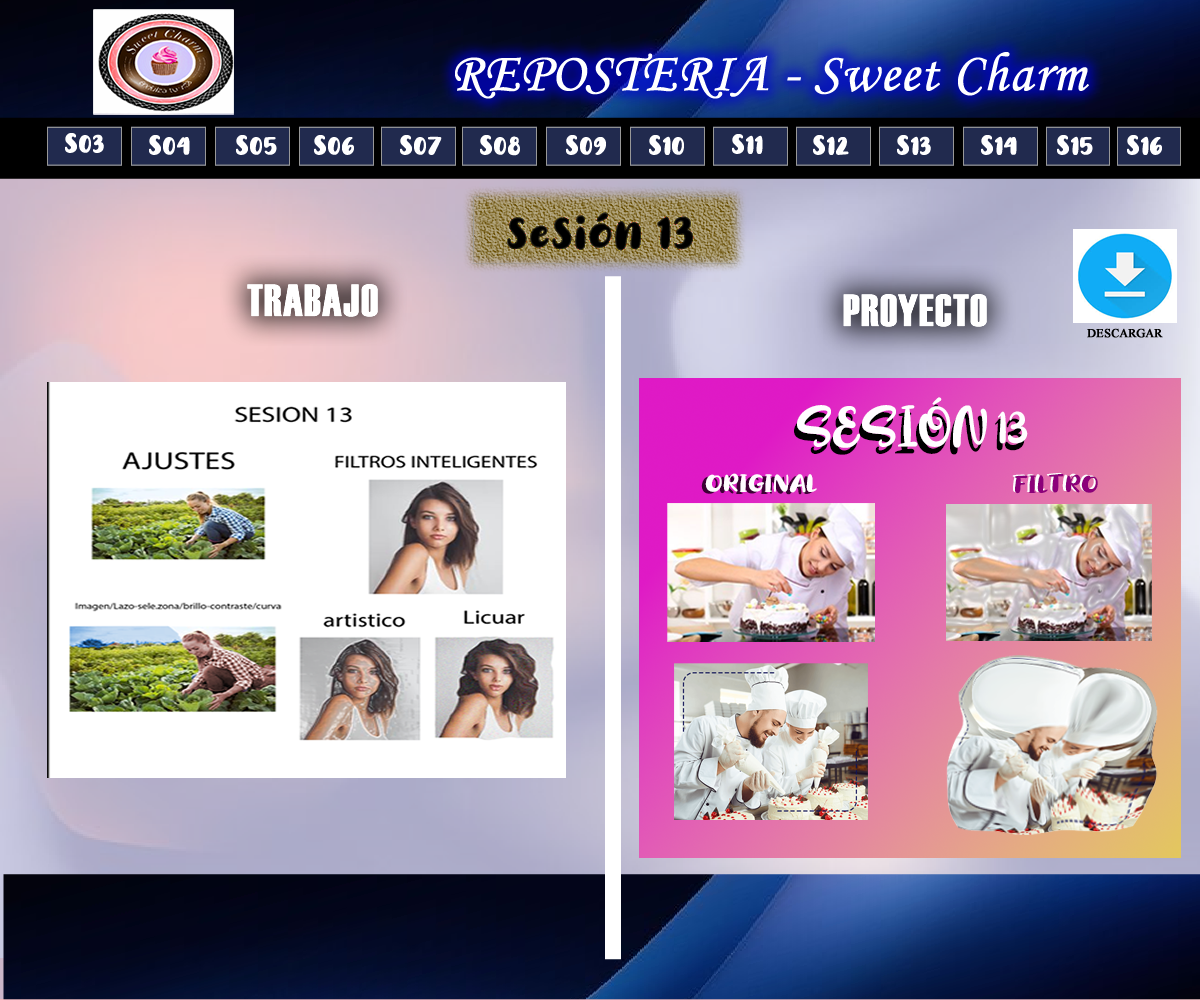 Sweet Charm
REPOSTERIA - Sweet Charm
S03 S04 S05 S06 S07 S08 S09 S10 S11 S12 S13 S14 S15 S16
SeSión 13
TRABAJO
PROYECTO
DESCARGAR
SESION 13
AJUSTES
FILTROS INTELIGENTES
Imagen/Lazo-sele.zona/brillo-contraste/curva
artistico
Licuar
SESIÓN 13
ORIGINAL
FILTRO